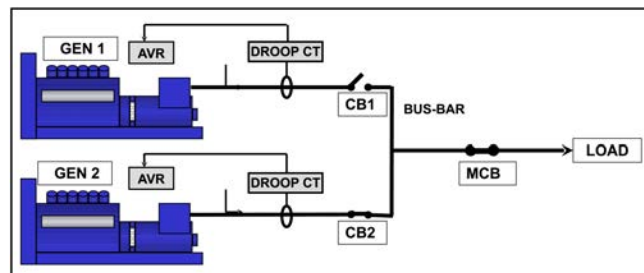 GEN 1
AVR
DROOP CT
CB1
BUS-BAR
GEN 2
AVR
DROOP CT
CB2
MCB
LOAD